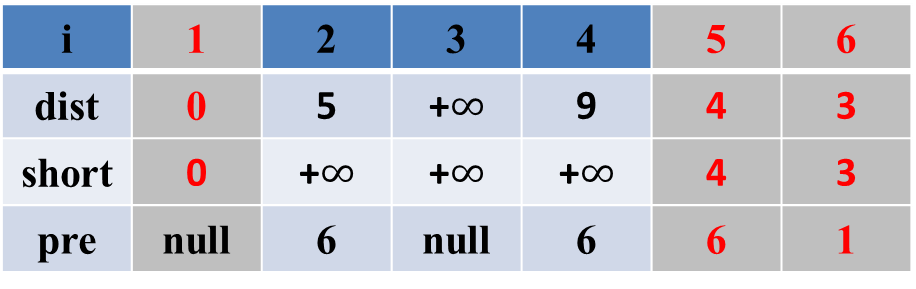 i 1 2 3 4 5 6
dist 0 5 +∞ 9 4 3
short 0 +∞ +∞ +∞ 4 3
pre null 6 null 6 6 1